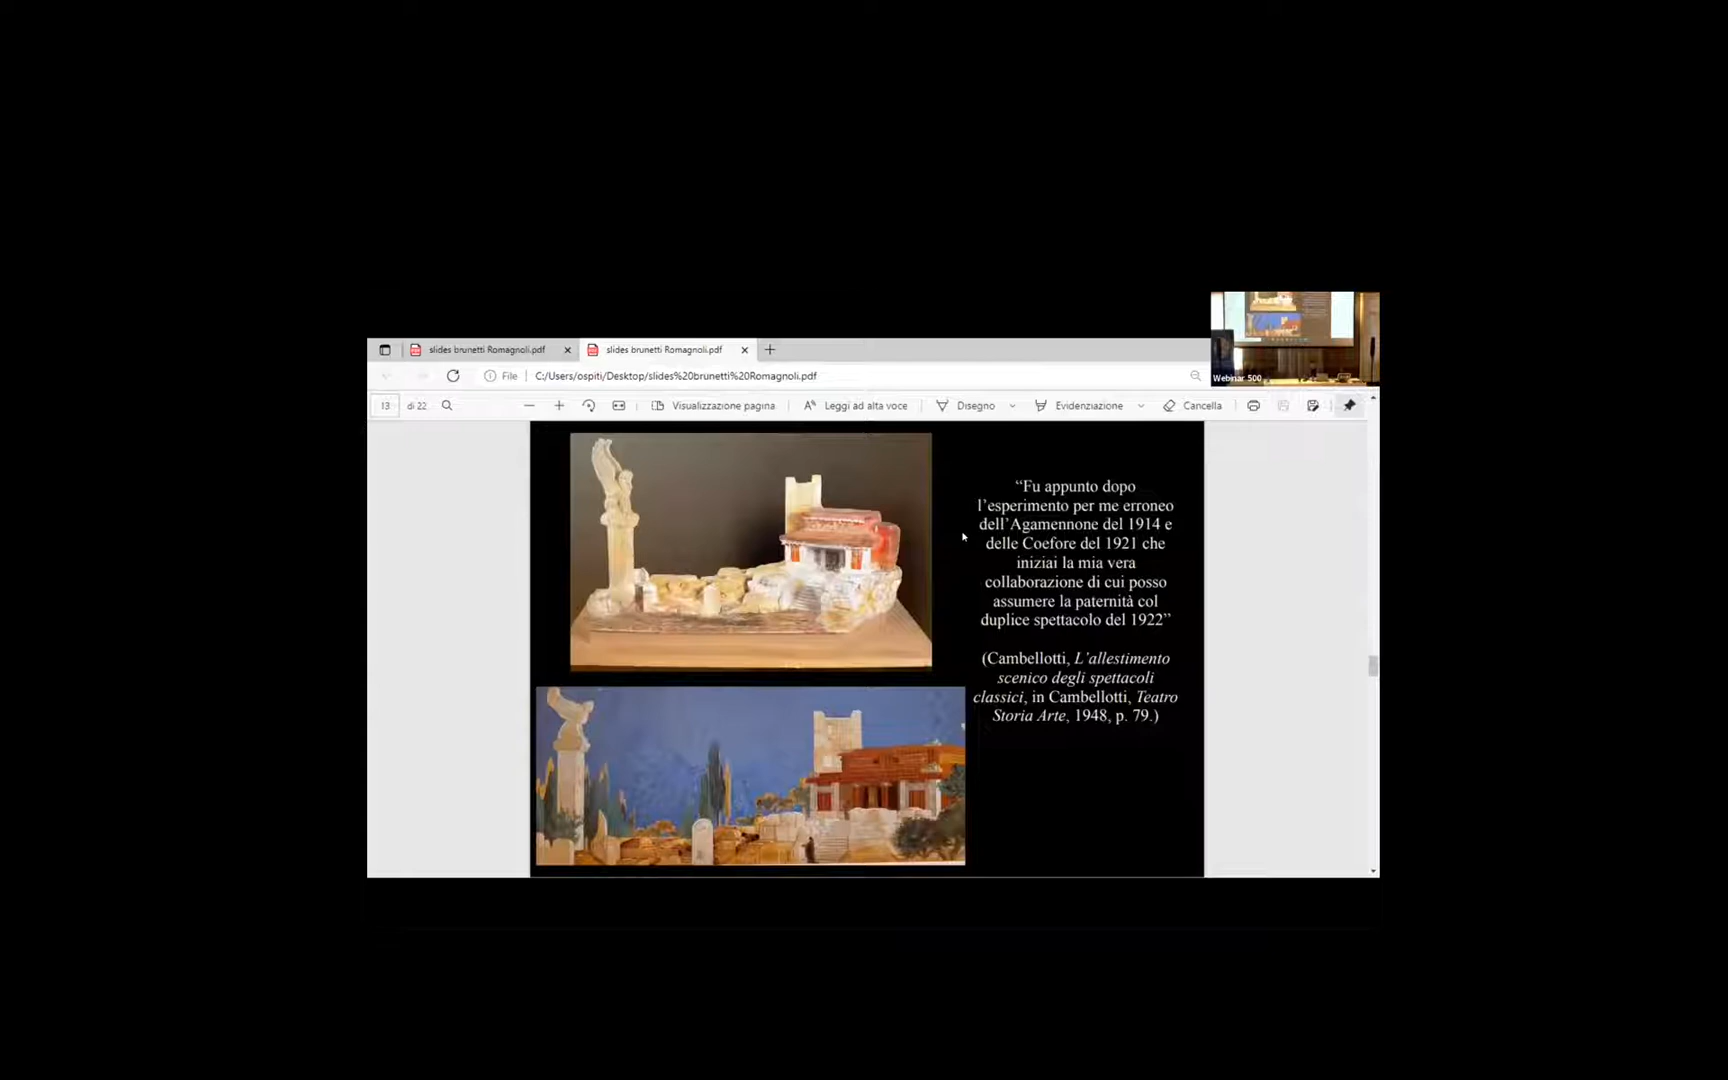 slides brunetti Romagnoli.pdf
slides brunetti Romagnoli.pdf
File
C:/Users/ospiti/Desktop/slides%20brunetti%20Romagnoli.pdf
Webinar 500
13 di 22
Visualizzazione pagina
Leggi ad alta voce
Disegno
Evidenziazione
Cancella
“Fu appunto dopo
l’esperimento per me erroneo
dell’Agamennone del 1914 e
delle Coefore del 1921 che
iniziai la mia vera
collaborazione di cui posso
assumere la paternità col
duplice spettacolo del 1922”
(Cambellotti, L’allestimento
scenico degli spettacoli
classici, in Cambellotti, Teatro
Storia Arte, 1948, p. 79.)